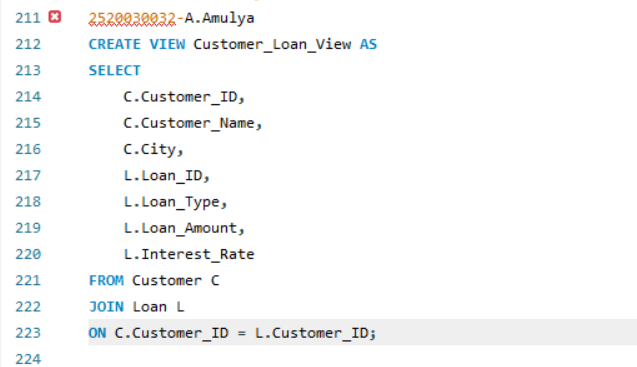 211 2520030032-A.Amulya
212 CREATE VIEW Customer_Loan_View AS
213 SELECT
214 C.Customer_ID,
215 C.Customer_Name,
216 C.City,
217 L.Loan_ID,
218 L.Loan_Type,
219 L.Loan_Amount,
220 L.Interest_Rate
221 FROM Customer C
222 JOIN Loan L
223 ON C.Customer_ID = L.Customer_ID;
224